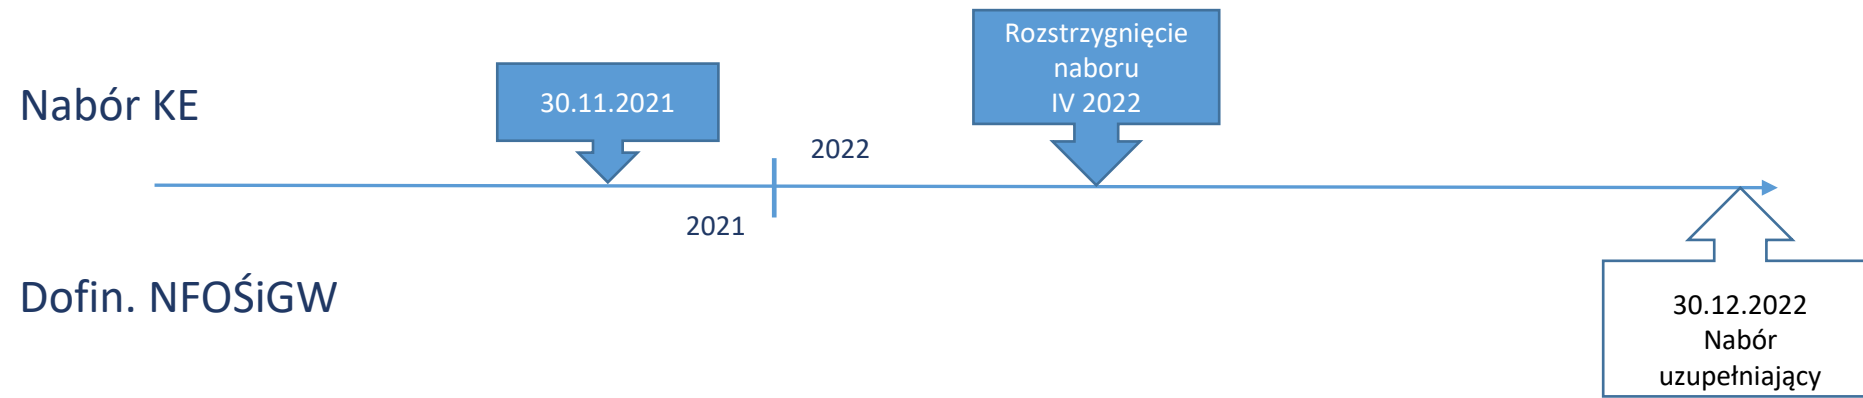 Rozstrzygnięcie
naboru
IV 2022
Nabór KE
30.11.2021
2022
2021
Dofin. NFOŚiGW
30.12.2022
Nabór
uzupełniający